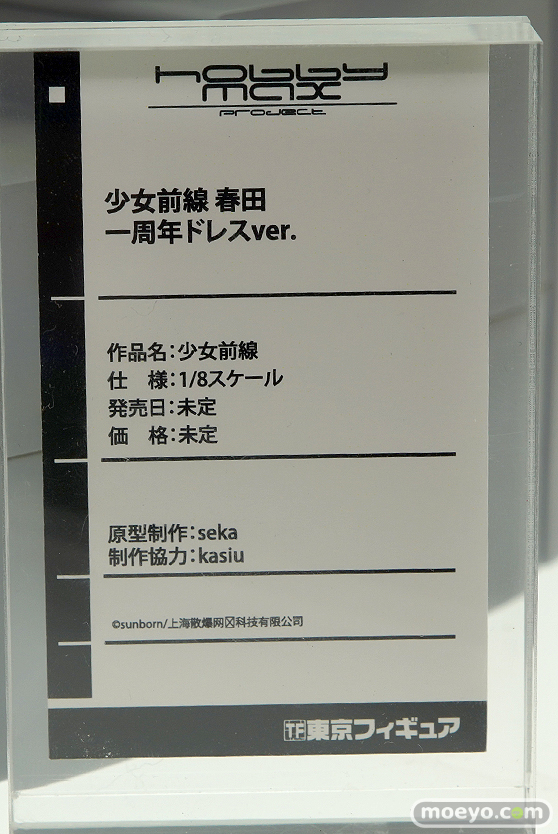 hobby
max
project
少女前線 春田
一周年ドレスver.
作品名：少女前線
仕　様：1/8スケール
発売日：未定
価　格：未定
原型制作：seka
制作協力：kasiu
©sunborn/上海散爆网☒科技有限公司
TF東京フィギュア
moeyo.com